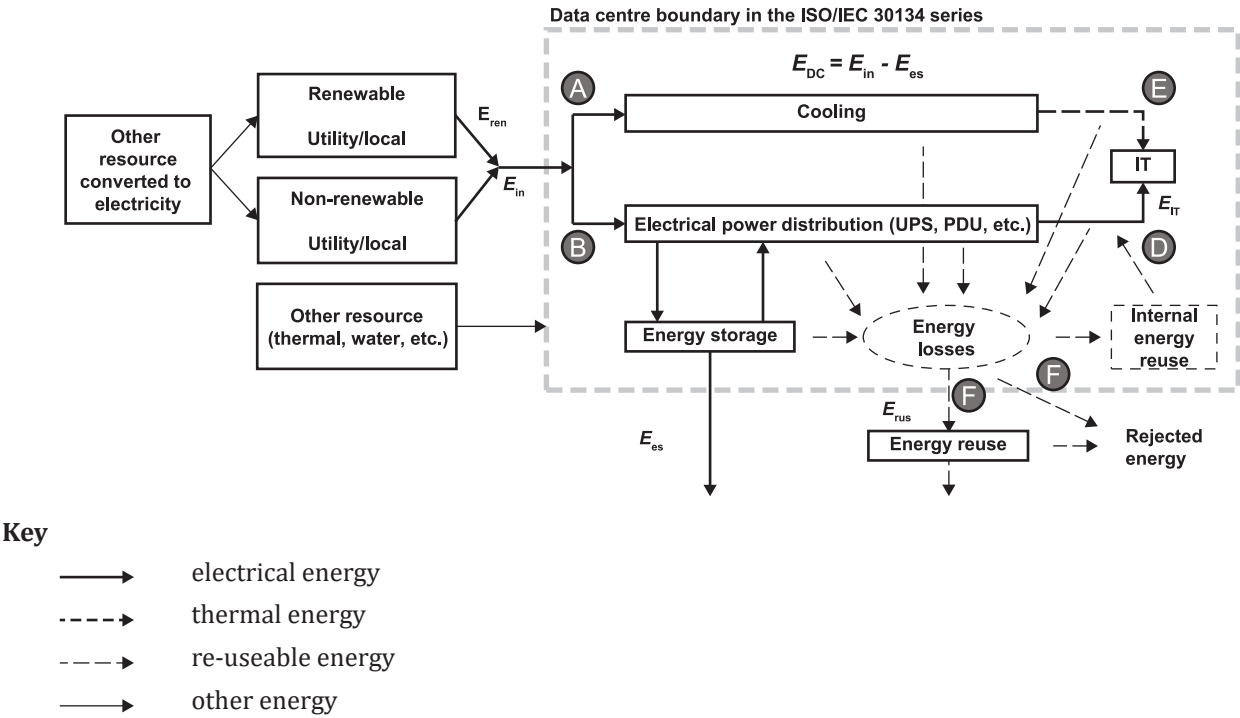 Data centre boundary in the ISO/IEC 30134 series
E_DC = E_in - E_es
A
E
Renewable
Utility/local
E_ren
Cooling
Other
resource
converted to
electricity
IT
E_in
Non-renewable
Utility/local
E_IT
Electrical power distribution (UPS, PDU, etc.)
B
D
Other resource
(thermal, water, etc.)
Energy storage
Energy
losses
Internal
energy
reuse
F
F
E_es
E_rus
Energy reuse
Rejected
energy
Key
electrical energy
thermal energy
re-useable energy
other energy